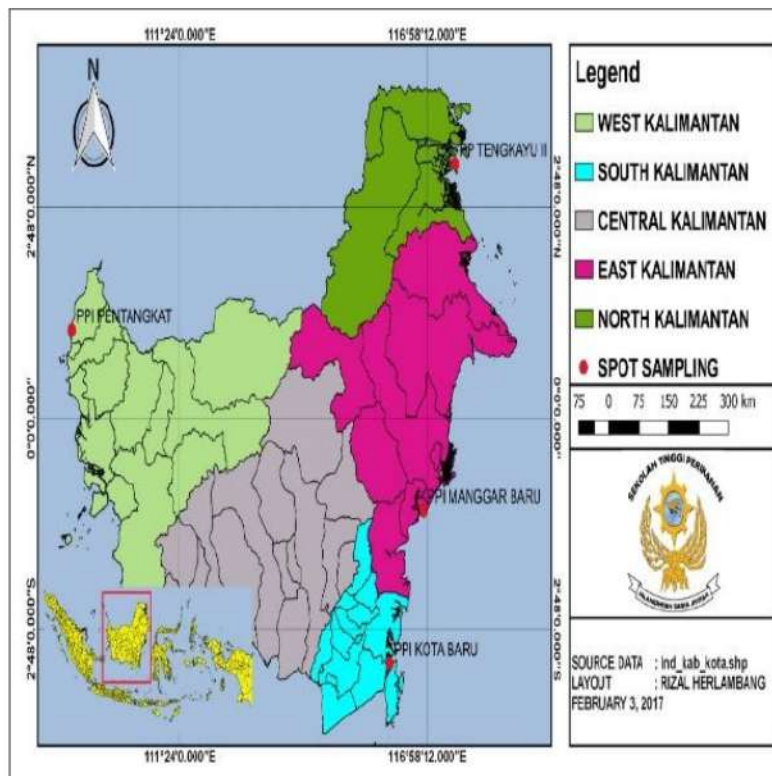 111°24'0.000"E
116°58'12.000"E
N
PP TENGKAYU II
2°48'0.000"N
2°48'0.000"N
PPI PENTANGKAT
0°0'0.000"
0°0'0.000"
PPI MANGGAR BARU
2°48'0.000"S
2°48'0.000"S
PPI KOTA BARU
111°24'0.000"E
116°58'12.000"E
Legend
WEST KALIMANTAN
SOUTH KALIMANTAN
CENTRAL KALIMANTAN
EAST KALIMANTAN
NORTH KALIMANTAN
SPOT SAMPLING
75 0 75 150 225 300 km
SEKOLAH TINGGI PERIKANAN
SOURCE DATA : ind_kab_kota.shp
LAYOUT : RIZAL HERLAMBANG
FEBRUARY 3, 2017